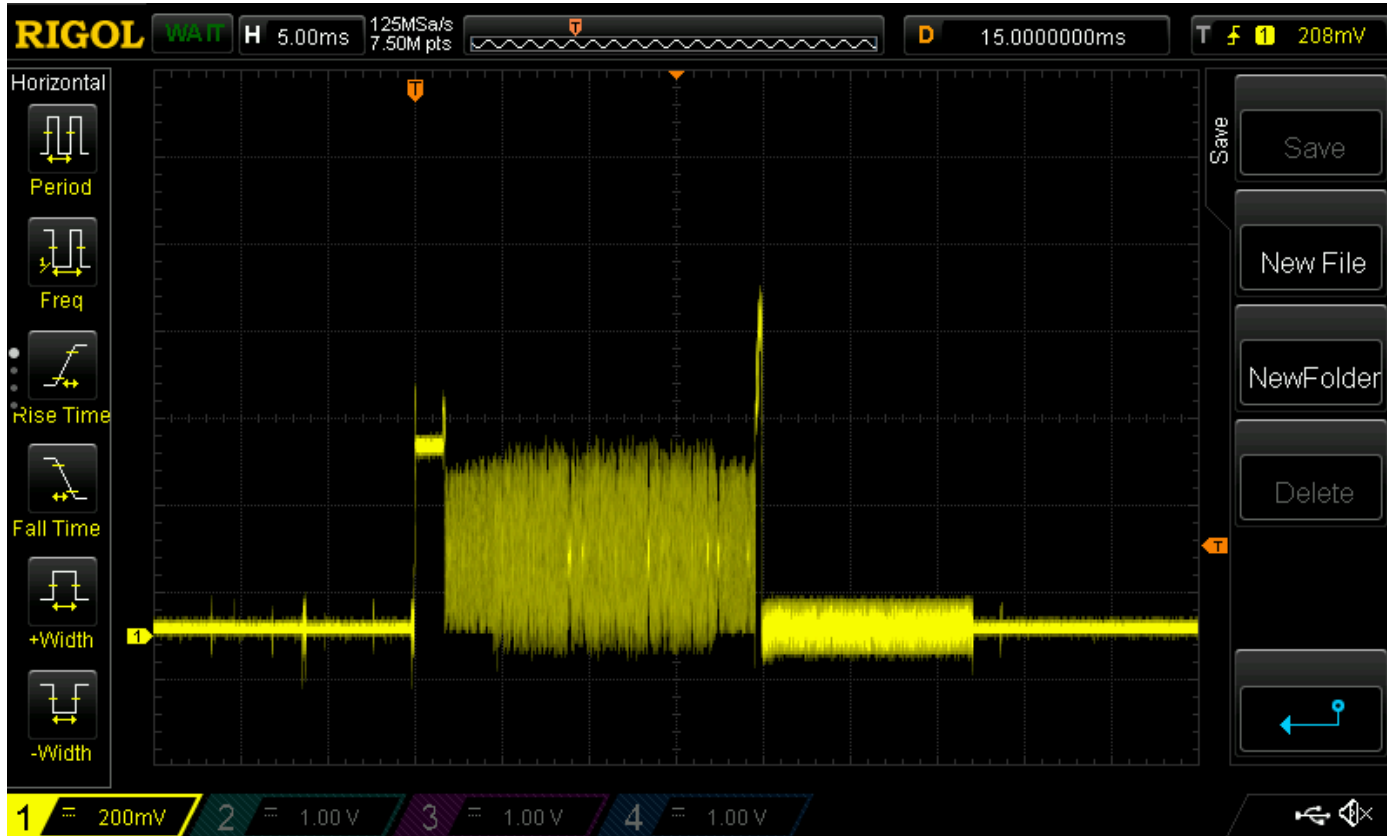 RIGOL WAIT H 5.00ms 125MSa/s 7.50M pts T D 15.0000000ms T 1 208mV
Horizontal
T
Period
1/
Freq
Rise Time
Fall Time
+Width
-Width
1
T
Save
Save
New File
NewFolder
Delete
1 200mV 2 1.00 V 3 1.00 V 4 1.00 V